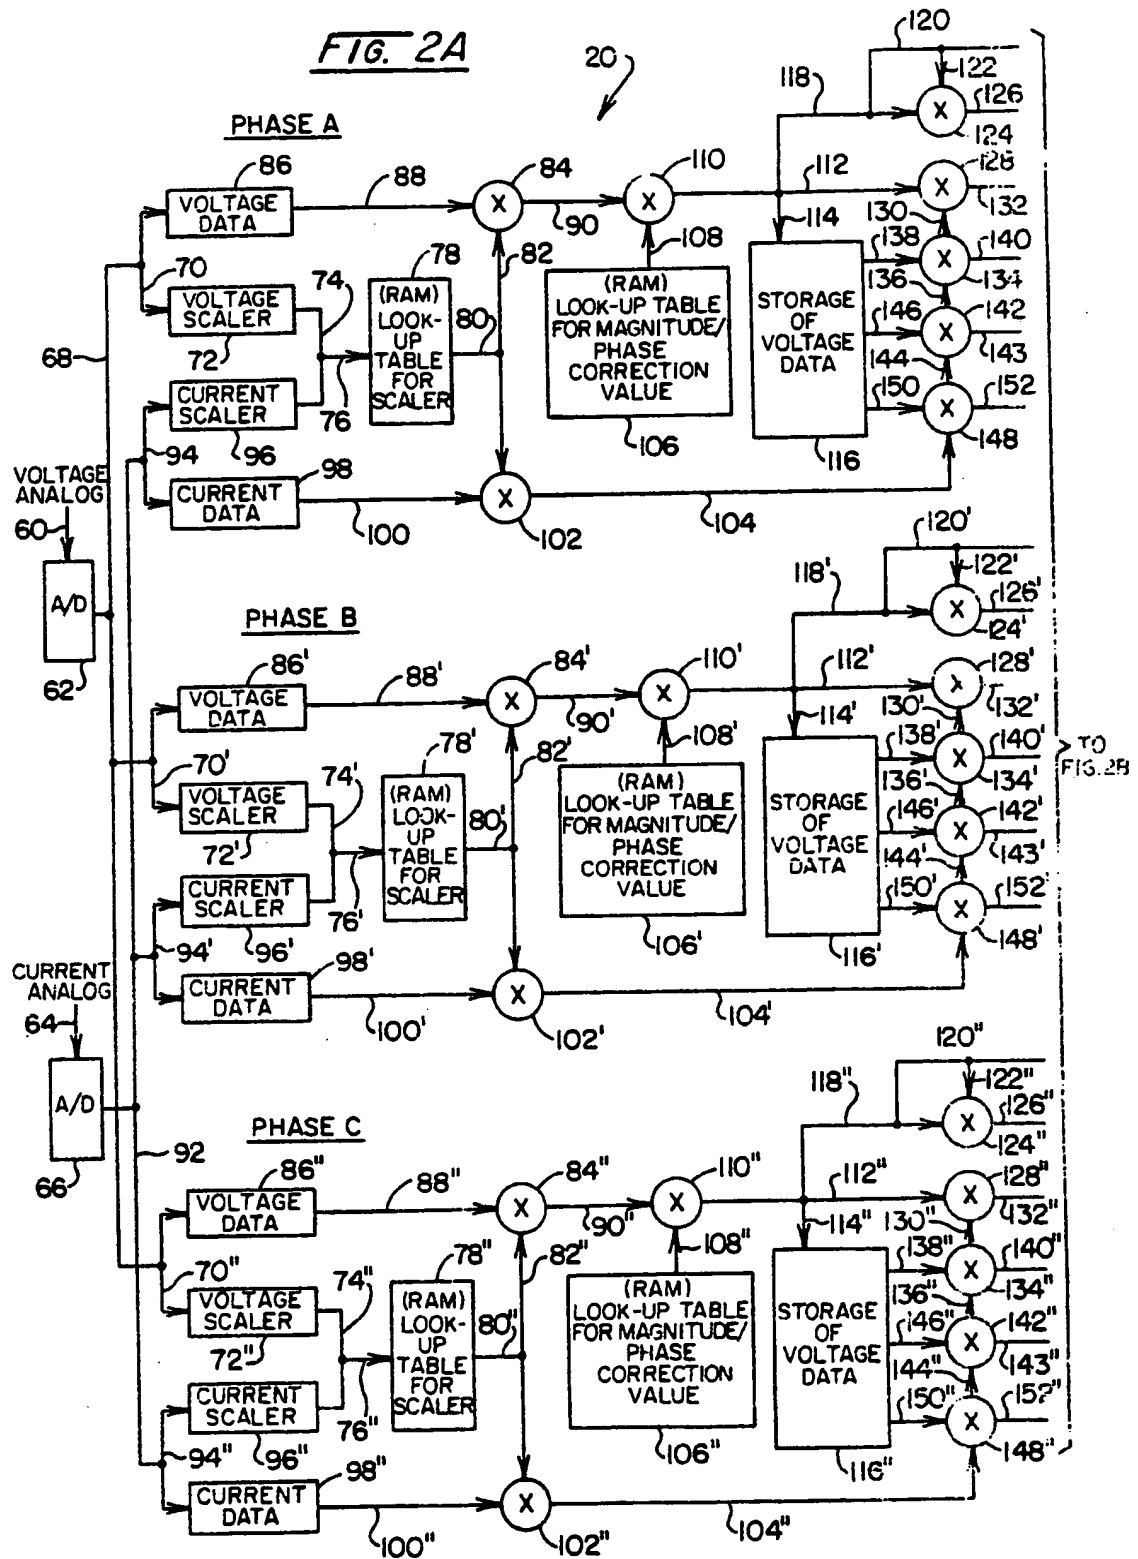 FIG. 2A
20
120
122
118
126
124
PHASE A
86
VOLTAGE
DATA
88
84
110
112
128
90
130
132
82
108
114
138
140
70
74
78
VOLTAGE
SCALER
72
(RAM)
LOOK-
UP
TABLE
FOR
SCALER
80
(RAM)
LOOK-UP TABLE
FOR MAGNITUDE/
PHASE
CORRECTION
VALUE
STORAGE
OF
VOLTAGE
DATA
136
134
146
142
68
144
143
76
150
152
CURRENT
SCALER
96
106
116
148
94
98
VOLTAGE
ANALOG
CURRENT
DATA
100
102
104
60
A/D
62
120'
118'
122'
126'
124'
PHASE B
86'
VOLTAGE
DATA
88'
84'
110'
112'
128'
90'
130'
132'
82'
108'
114'
138'
140'
TO
FIG. 2B
70'
74'
78'
VOLTAGE
SCALER
72'
(RAM)
LOOK-
UP
TABLE
FOR
SCALER
80'
(RAM)
LOOK-UP TABLE
FOR MAGNITUDE/
PHASE
CORRECTION
VALUE
STORAGE
OF
VOLTAGE
DATA
136'
134'
146'
142'
144'
143'
76'
150'
152'
CURRENT
SCALER
96'
106'
116'
148'
94'
98'
CURRENT
ANALOG
CURRENT
DATA
100'
102'
104'
64
A/D
66
92
120"
118"
122"
126"
124"
PHASE C
86"
VOLTAGE
DATA
88"
84"
110"
112"
128"
90"
130"
132"
82"
108"
114"
138"
140"
70"
74"
78"
VOLTAGE
SCALER
72"
(RAM)
LOOK-
UP
TABLE
FOR
SCALER
80"
(RAM)
LOOK-UP TABLE
FOR MAGNITUDE/
PHASE
CORRECTION
VALUE
STORAGE
OF
VOLTAGE
DATA
136"
134"
146"
142"
144"
143"
76"
150"
152"
CURRENT
SCALER
96"
106"
116"
148"
94"
98"
CURRENT
DATA
100"
102"
104"